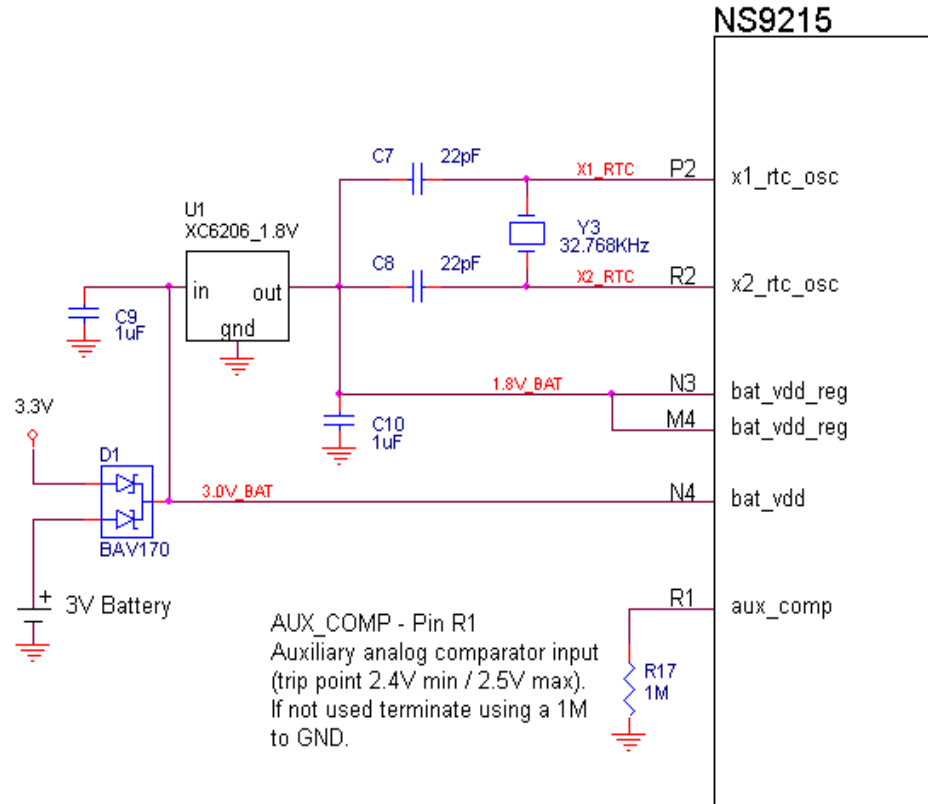 NS9215
C7 22pF
X1_RTC P2 x1_rtc_osc
U1
XC6206_1.8V
Y3
32.768KHz
C8 22pF
X2_RTC R2 x2_rtc_osc
in out
gnd
C9
1uF
1.8V_BAT N3 bat_vdd_reg
M4 bat_vdd_reg
3.3V
C10
1uF
D1
3.0V_BAT N4 bat_vdd
BAV170
+
3V Battery
R1 aux_comp
AUX_COMP - Pin R1
Auxiliary analog comparator input
(trip point 2.4V min / 2.5V max).
If not used terminate using a 1M
to GND.
R17
1M